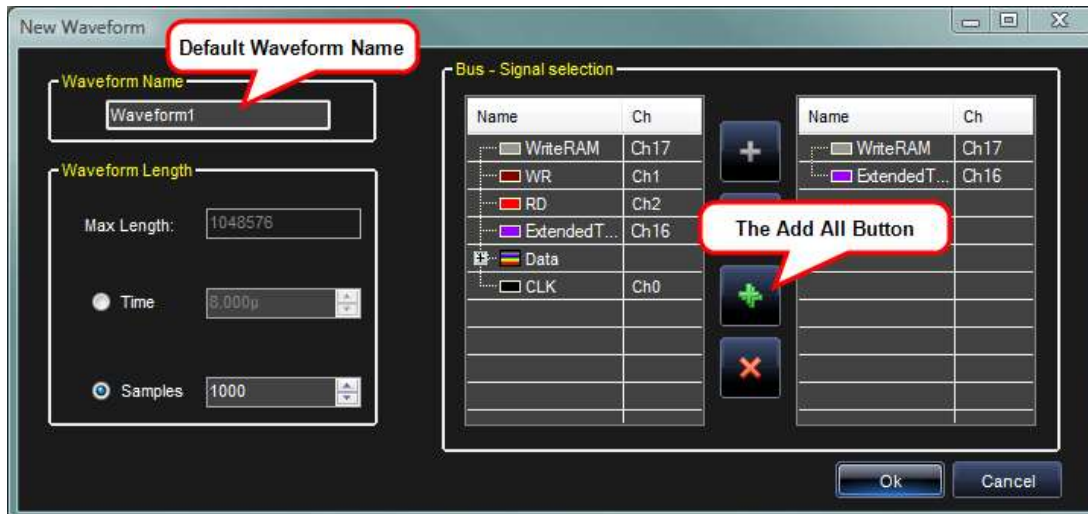 New Waveform
Default Waveform Name
Waveform Name
Waveform1
Waveform Length
Max Length: 1048576
Time 8.000µ
Samples 1000
Bus - Signal selection
Name Ch
WriteRAM Ch17
WR Ch1
RD Ch2
ExtendedT... Ch16
Data
CLK Ch0
The Add All Button
Name Ch
WriteRAM Ch17
ExtendedT... Ch16
Ok Cancel